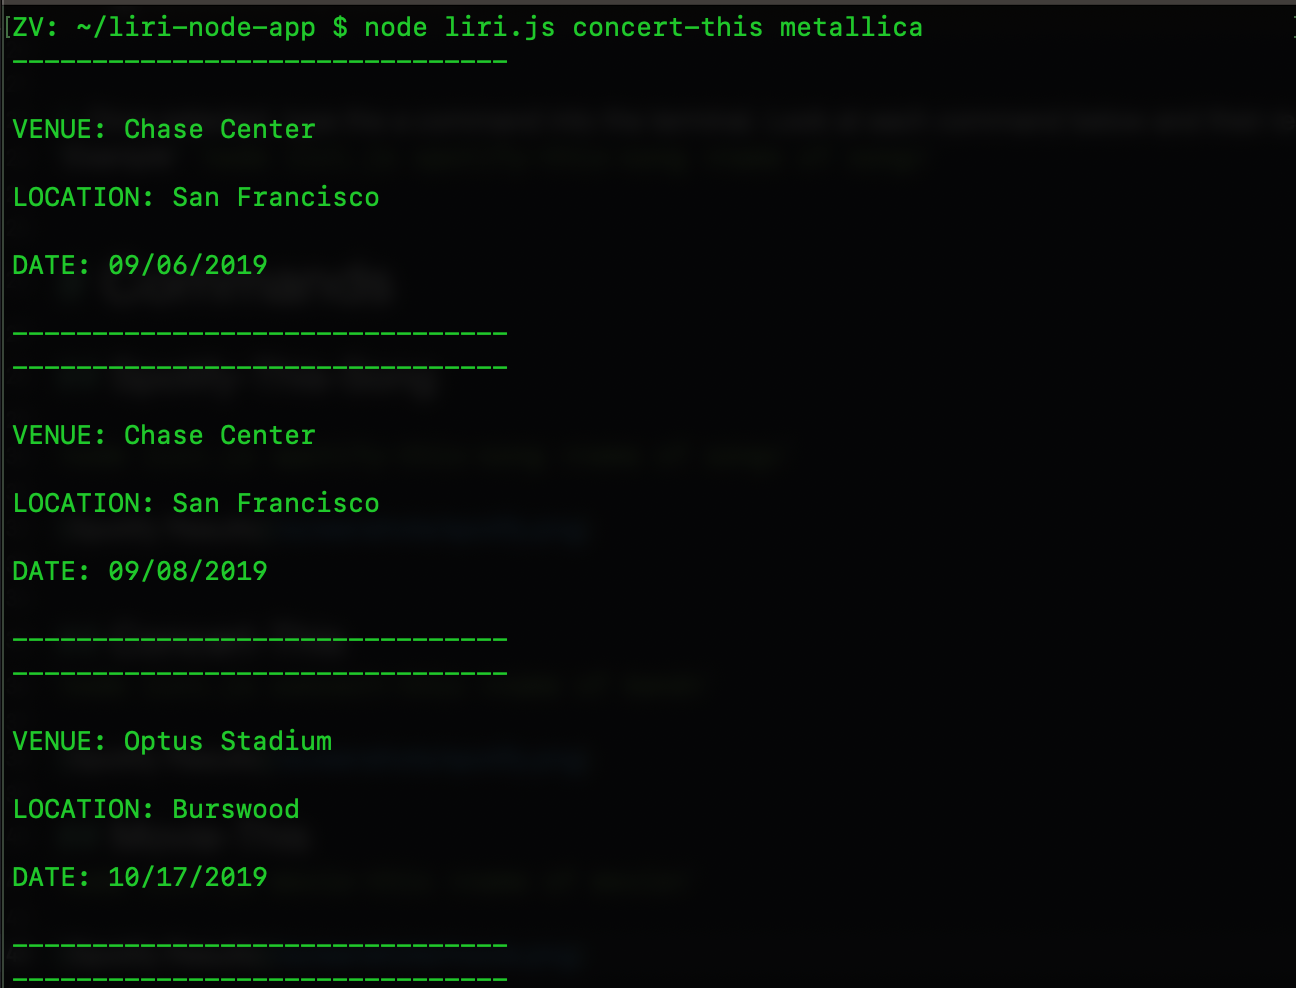 ZV: ~/liri-node-app $ node liri.js concert-this metallica
-------------------------------
VENUE: Chase Center
LOCATION: San Francisco
DATE: 09/06/2019
-------------------------------
-------------------------------
VENUE: Chase Center
LOCATION: San Francisco
DATE: 09/08/2019
-------------------------------
-------------------------------
VENUE: Optus Stadium
LOCATION: Burswood
DATE: 10/17/2019
-------------------------------
-------------------------------